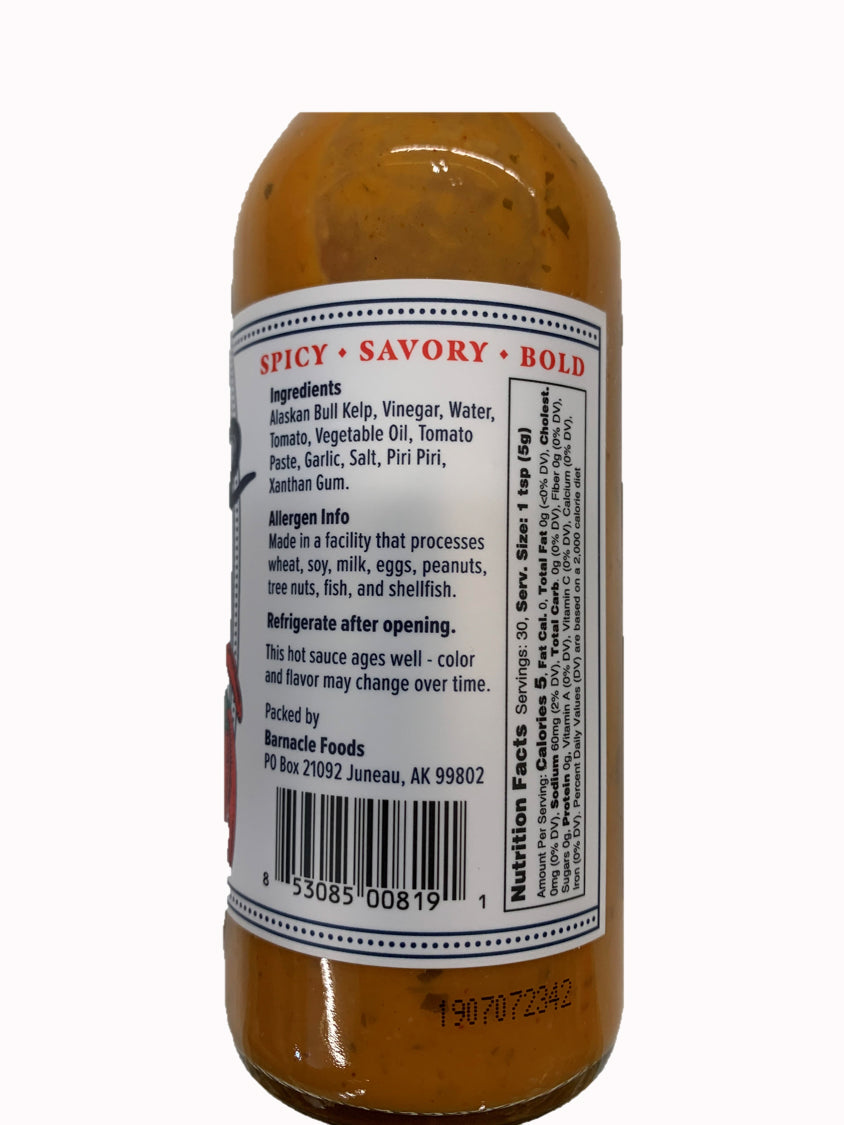 SPICY • SAVORY • BOLD
Ingredients
Alaskan Bull Kelp, Vinegar, Water,
Tomato, Vegetable Oil, Tomato
Paste, Garlic, Salt, Piri Piri,
Xanthan Gum.
Allergen Info
Made in a facility that processes
wheat, soy, milk, eggs, peanuts,
tree nuts, fish, and shellfish.
Refrigerate after opening.
This hot sauce ages well - color
and flavor may change over time.
Packed by
Barnacle Foods
PO Box 21092 Juneau, AK 99802
8 53085 00819 1
Nutrition Facts Servings: 30, Serv. Size: 1 tsp (5g)
Amount Per Serving: Calories 5, Fat Cal. 0, Total Fat 0g (<0% DV), Cholest.
0mg (0% DV), Sodium 60mg (2% DV), Total Carb. 0g (0% DV), Fiber 0g (0% DV),
Sugars 0g, Protein 0g, Vitamin A (0% DV), Vitamin C (0% DV), Calcium (0% DV),
Iron (0% DV). Percent Daily Values (DV) are based on a 2,000 calorie diet
1907072342